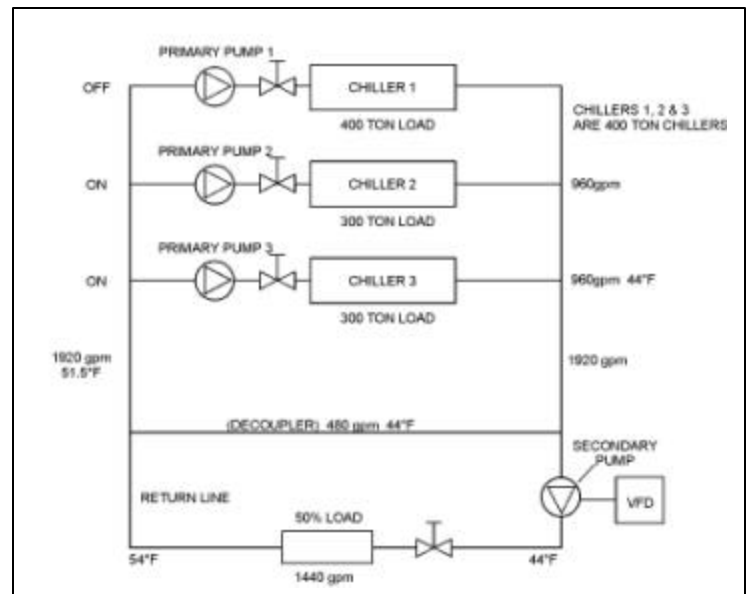 PRIMARY PUMP 1
OFF
CHILLER 1
400 TON LOAD
CHILLERS 1, 2 & 3
ARE 400 TON CHILLERS
PRIMARY PUMP 2
ON
CHILLER 2
960gpm
300 TON LOAD
PRIMARY PUMP 3
ON
CHILLER 3
960gpm 44°F
300 TON LOAD
1920 gpm
51.5°F
1920 gpm
(DECOUPLER) 480 gpm 44°F
SECONDARY
PUMP
RETURN LINE
VFD
50% LOAD
54°F
44°F
1440 gpm